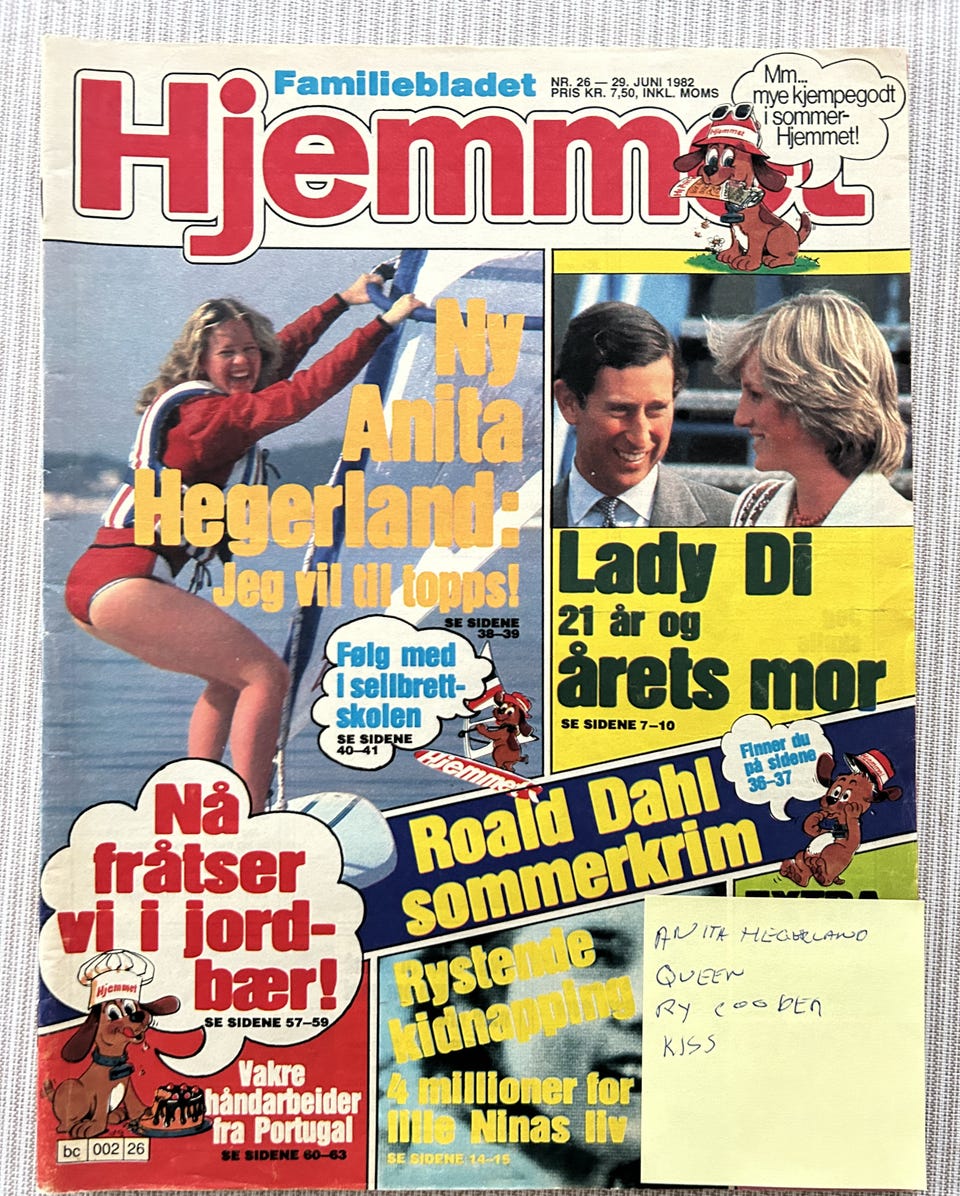 Familiebladet
NR. 26 — 29. JUNI 1982
PRIS KR. 7,50, INKL. MOMS
Hjemmet
Mm...
mye kjempegodt
i sommer-
Hjemmet!
Hjemmet
Ny
Anita
Hegerland:
Jeg vil til topps!
SE SIDENE
38–39
Følg med
i seilbrett-
skolen
SE SIDENE
40–41
Hjemmet
Lady Di
21 år og
årets mor
SE SIDENE 7–10
Finner du
på sidene
36–37
Roald Dahl
sommerkrim
Nå
fråtser
vi i jord-
bær!
SE SIDENE 57–59
Hjemmet
Vakre
håndarbeider
fra Portugal
SE SIDENE 60–63
bc 002 26
Rystende
kidnapping
4 millioner for
lille Ninas liv
SE SIDENE 14–15
EXTRA
ANITA HEGERLAND
QUEEN
RY COODER
KISS